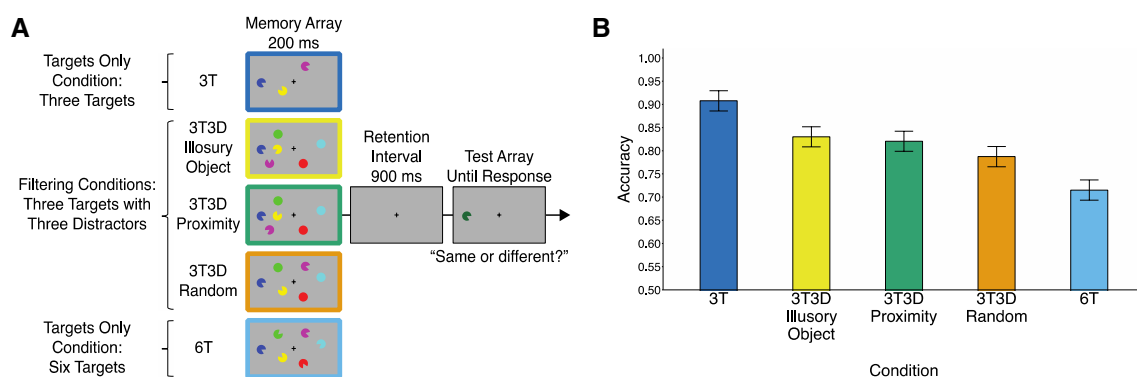 A
Memory Array
200 ms
Targets Only
Condition:
Three Targets
3T
Filtering Conditions:
Three Targets with
Three Distractors
3T3D
Illosury
Object
3T3D
Proximity
3T3D
Random
Targets Only
Condition:
Six Targets
6T
Retention
Interval
900 ms
Test Array
Until Response
“Same or different?”
B
Accuracy
1.00
0.95
0.90
0.85
0.80
0.75
0.70
0.65
0.60
0.55
0.50
3T
3T3D
Illusory
Object
3T3D
Proximity
3T3D
Random
6T
Condition